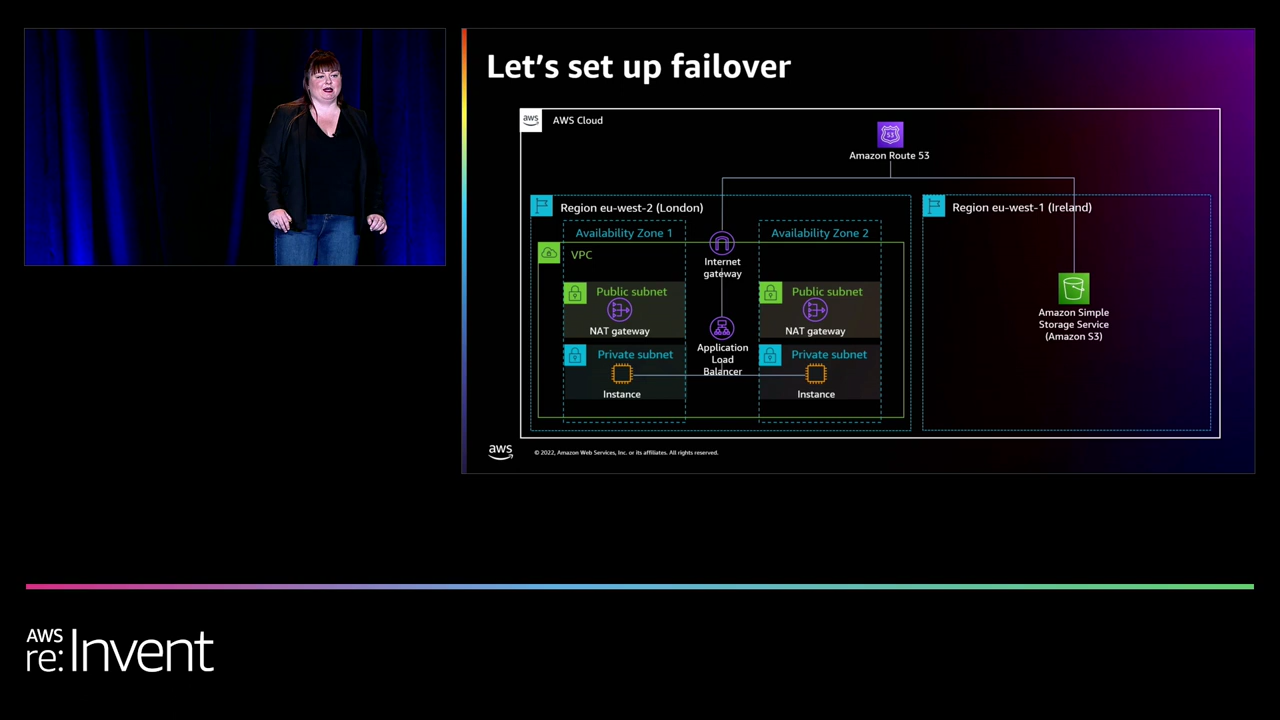 Let's set up failover
aws
AWS Cloud
53
Amazon Route 53
Region eu-west-2 (London)
Region eu-west-1 (Ireland)
Availability Zone 1
Availability Zone 2
VPC
Internet
gateway
Public subnet
NAT gateway
Public subnet
NAT gateway
Amazon Simple
Storage Service
(Amazon S3)
Application
Load
Balancer
Private subnet
Instance
Private subnet
Instance
aws
© 2022, Amazon Web Services, Inc. or its affiliates. All rights reserved.
AWS
re:Invent